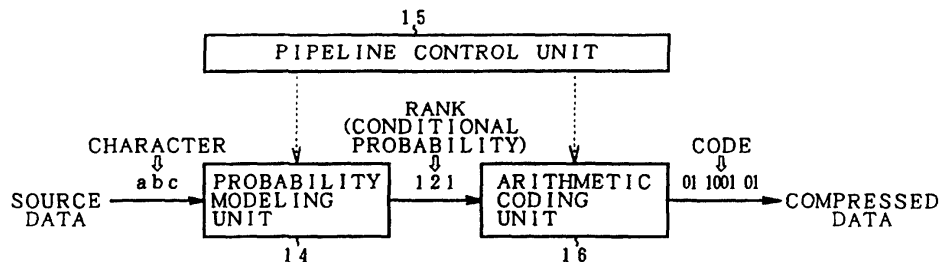 15
PIPELINE CONTROL UNIT
RANK
(CONDITIONAL
PROBABILITY)
CHARACTER
CODE
abc
121
01 1001 01
SOURCE
DATA
PROBABILITY
MODELING
UNIT
ARITHMETIC
CODING
UNIT
COMPRESSED
DATA
14
16